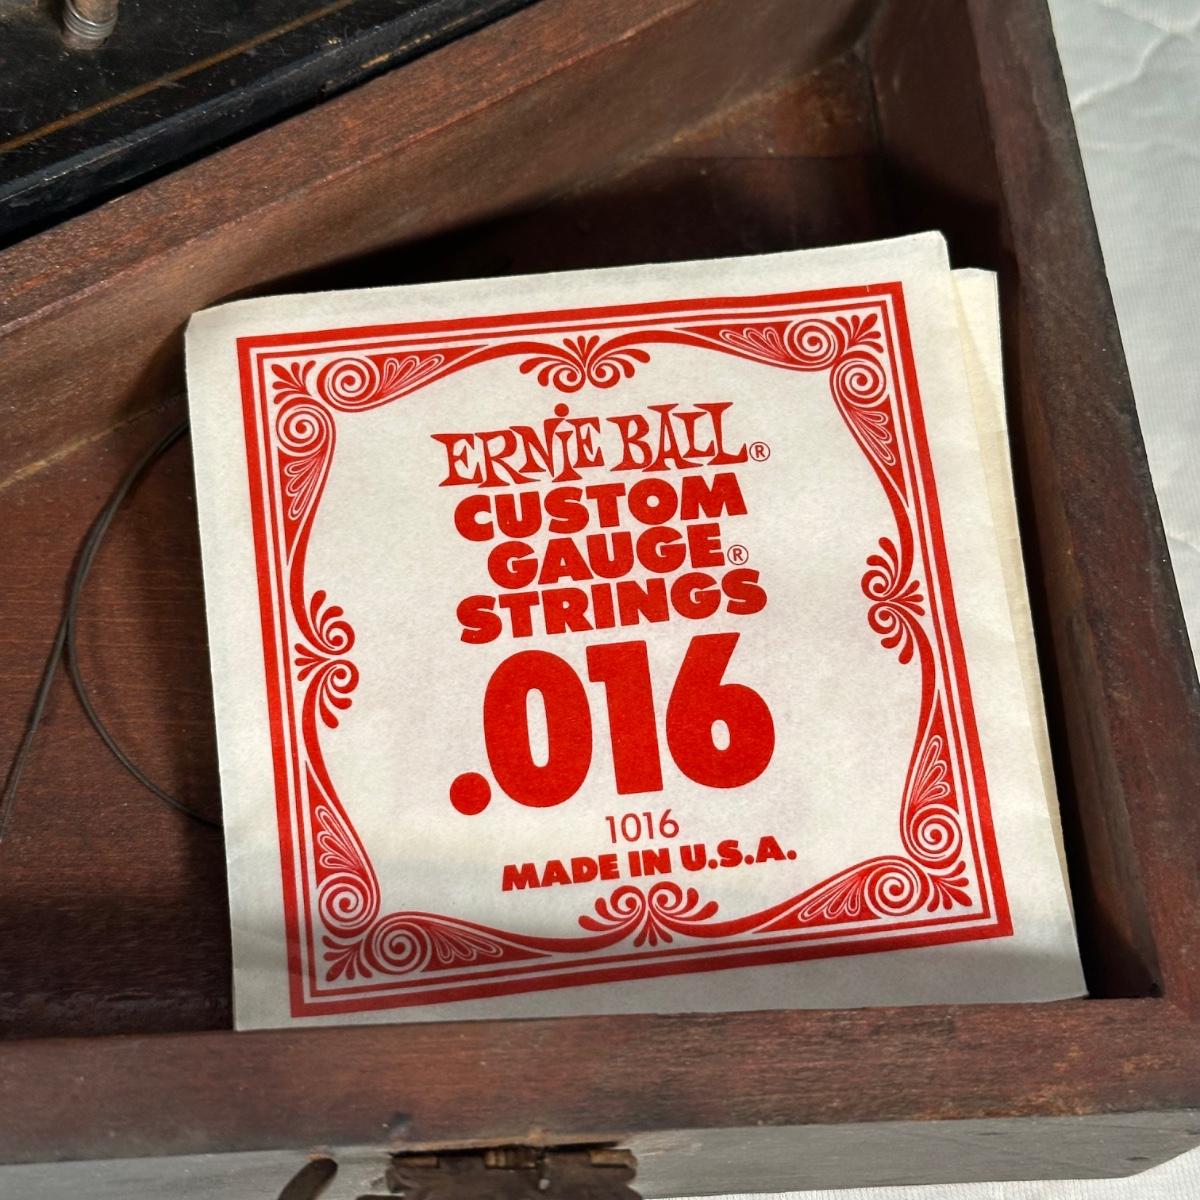 ERNIE BALL®
CUSTOM
GAUGE®
STRINGS
.016
1016
MADE IN U.S.A.